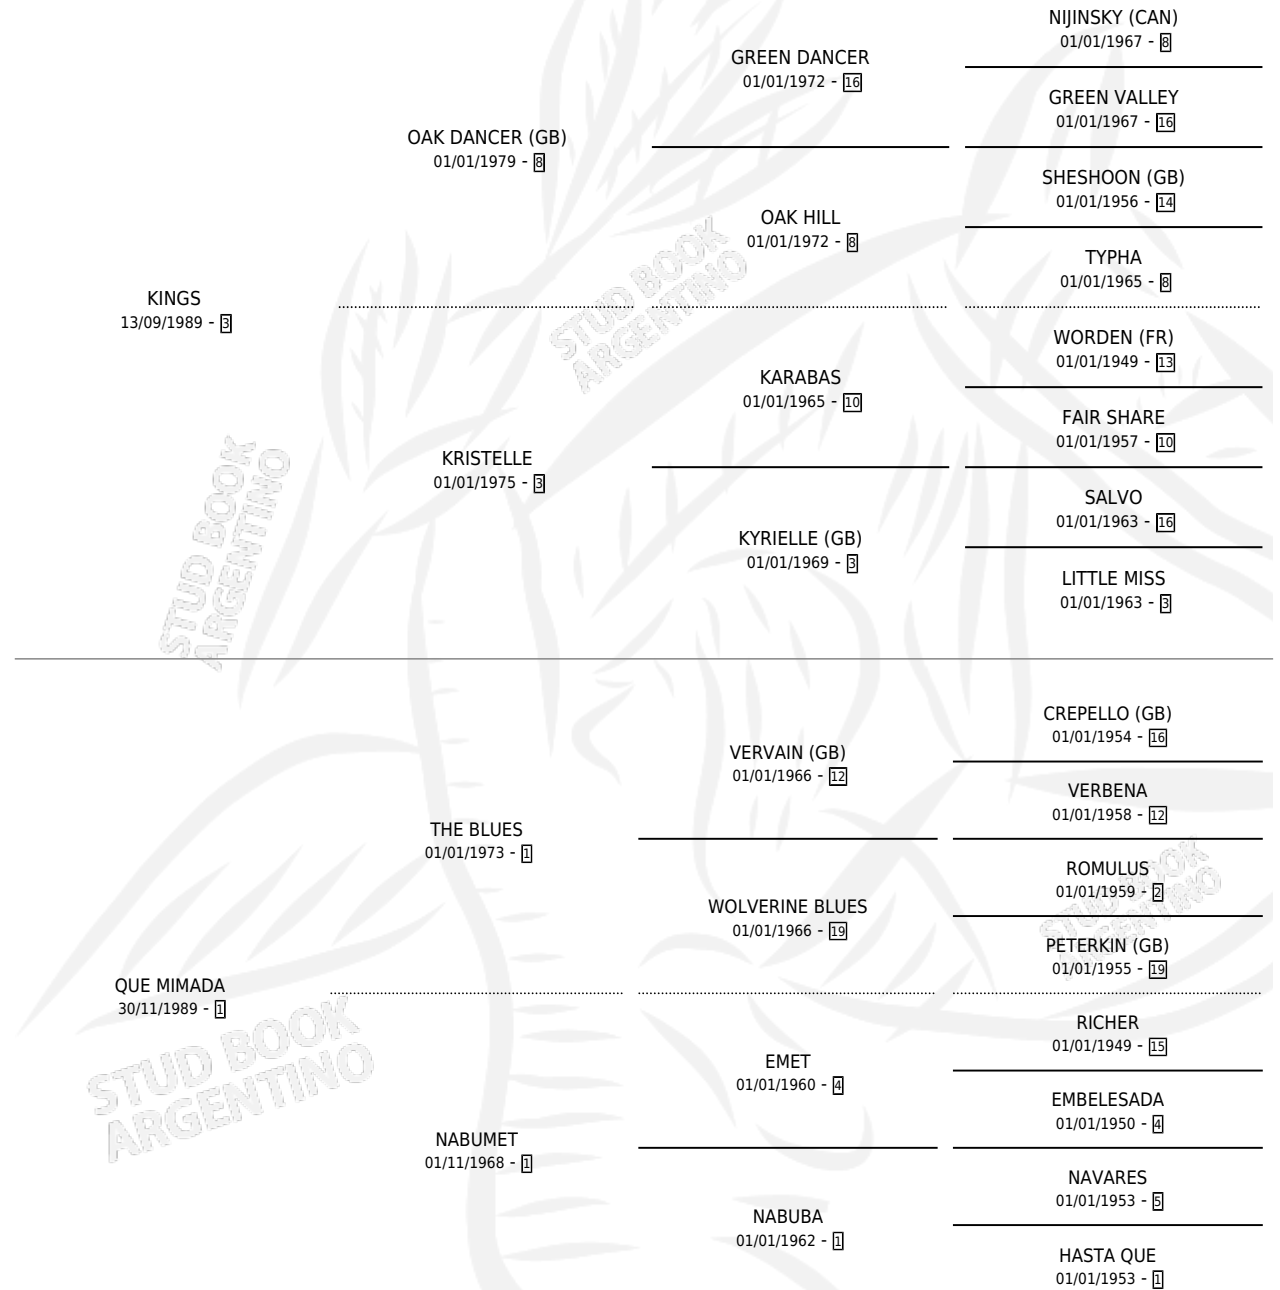 NIJINSKY (CAN)
01/01/1967 - 8
GREEN DANCER
01/01/1972 - 16
GREEN VALLEY
01/01/1967 - 16
OAK DANCER (GB)
01/01/1979 - 8
SHESHOON (GB)
01/01/1956 - 14
OAK HILL
01/01/1972 - 8
TYPHA
01/01/1965 - 8
KINGS
13/09/1989 - 3
WORDEN (FR)
01/01/1949 - 13
KARABAS
01/01/1965 - 10
FAIR SHARE
01/01/1957 - 10
KRISTELLE
01/01/1975 - 3
SALVO
01/01/1963 - 16
KYRIELLE (GB)
01/01/1969 - 3
LITTLE MISS
01/01/1963 - 3
CREPELLO (GB)
01/01/1954 - 16
VERVAIN (GB)
01/01/1966 - 12
VERBENA
01/01/1958 - 12
THE BLUES
01/01/1973 - 1
ROMULUS
01/01/1959 - 2
WOLVERINE BLUES
01/01/1966 - 19
PETERKIN (GB)
01/01/1955 - 19
QUE MIMADA
30/11/1989 - 1
RICHER
01/01/1949 - 15
EMET
01/01/1960 - 4
EMBELESADA
01/01/1950 - 4
NABUMET
01/11/1968 - 1
NAVARES
01/01/1953 - 5
NABUBA
01/01/1962 - 1
HASTA QUE
01/01/1953 - 1
STUD BOOK
ARGENTINO
STUD BOOK
ARGENTINO
STUD BOOK
ARGENTINO
STUD BOOK
ARGENTINO